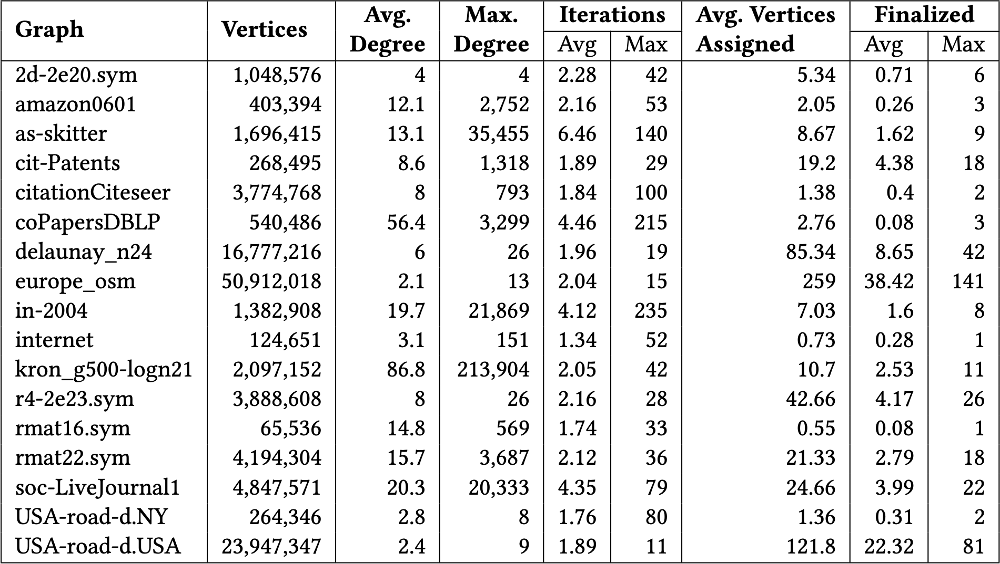 Graph Vertices Avg. Degree Max. Degree Iterations Avg. Vertices Assigned Finalized
Avg Max Avg Max
2d-2e20.sym 1,048,576 4 4 2.28 42 5.34 0.71 6
amazon0601 403,394 12.1 2,752 2.16 53 2.05 0.26 3
as-skitter 1,696,415 13.1 35,455 6.46 140 8.67 1.62 9
cit-Patents 268,495 8.6 1,318 1.89 29 19.2 4.38 18
citationCiteseer 3,774,768 8 793 1.84 100 1.38 0.4 2
coPapersDBLP 540,486 56.4 3,299 4.46 215 2.76 0.08 3
delaunay_n24 16,777,216 6 26 1.96 19 85.34 8.65 42
europe_osm 50,912,018 2.1 13 2.04 15 259 38.42 141
in-2004 1,382,908 19.7 21,869 4.12 235 7.03 1.6 8
internet 124,651 3.1 151 1.34 52 0.73 0.28 1
kron_g500-logn21 2,097,152 86.8 213,904 2.05 42 10.7 2.53 11
r4-2e23.sym 3,888,608 8 26 2.16 28 42.66 4.17 26
rmat16.sym 65,536 14.8 569 1.74 33 0.55 0.08 1
rmat22.sym 4,194,304 15.7 3,687 2.12 36 21.33 2.79 18
soc-LiveJournal1 4,847,571 20.3 20,333 4.35 79 24.66 3.99 22
USA-road-d.NY 264,346 2.8 8 1.76 80 1.36 0.31 2
USA-road-d.USA 23,947,347 2.4 9 1.89 11 121.8 22.32 81